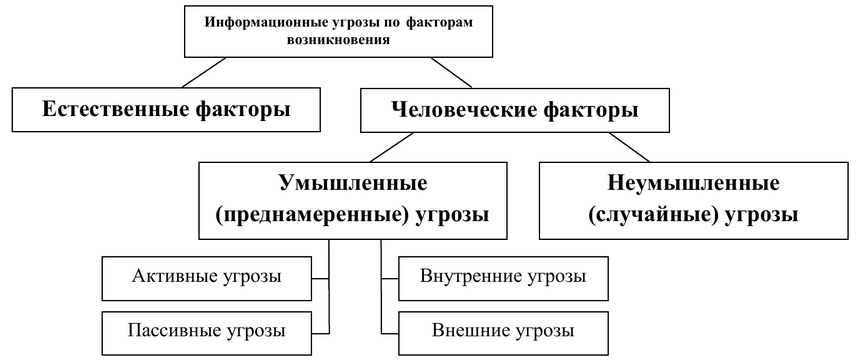 Информационные угрозы по факторам
возникновения
Естественные факторы
Человеческие факторы
Умышленные
(преднамеренные) угрозы
Неумышленные
(случайные) угрозы
Активные угрозы
Внутренние угрозы
Пассивные угрозы
Внешние угрозы